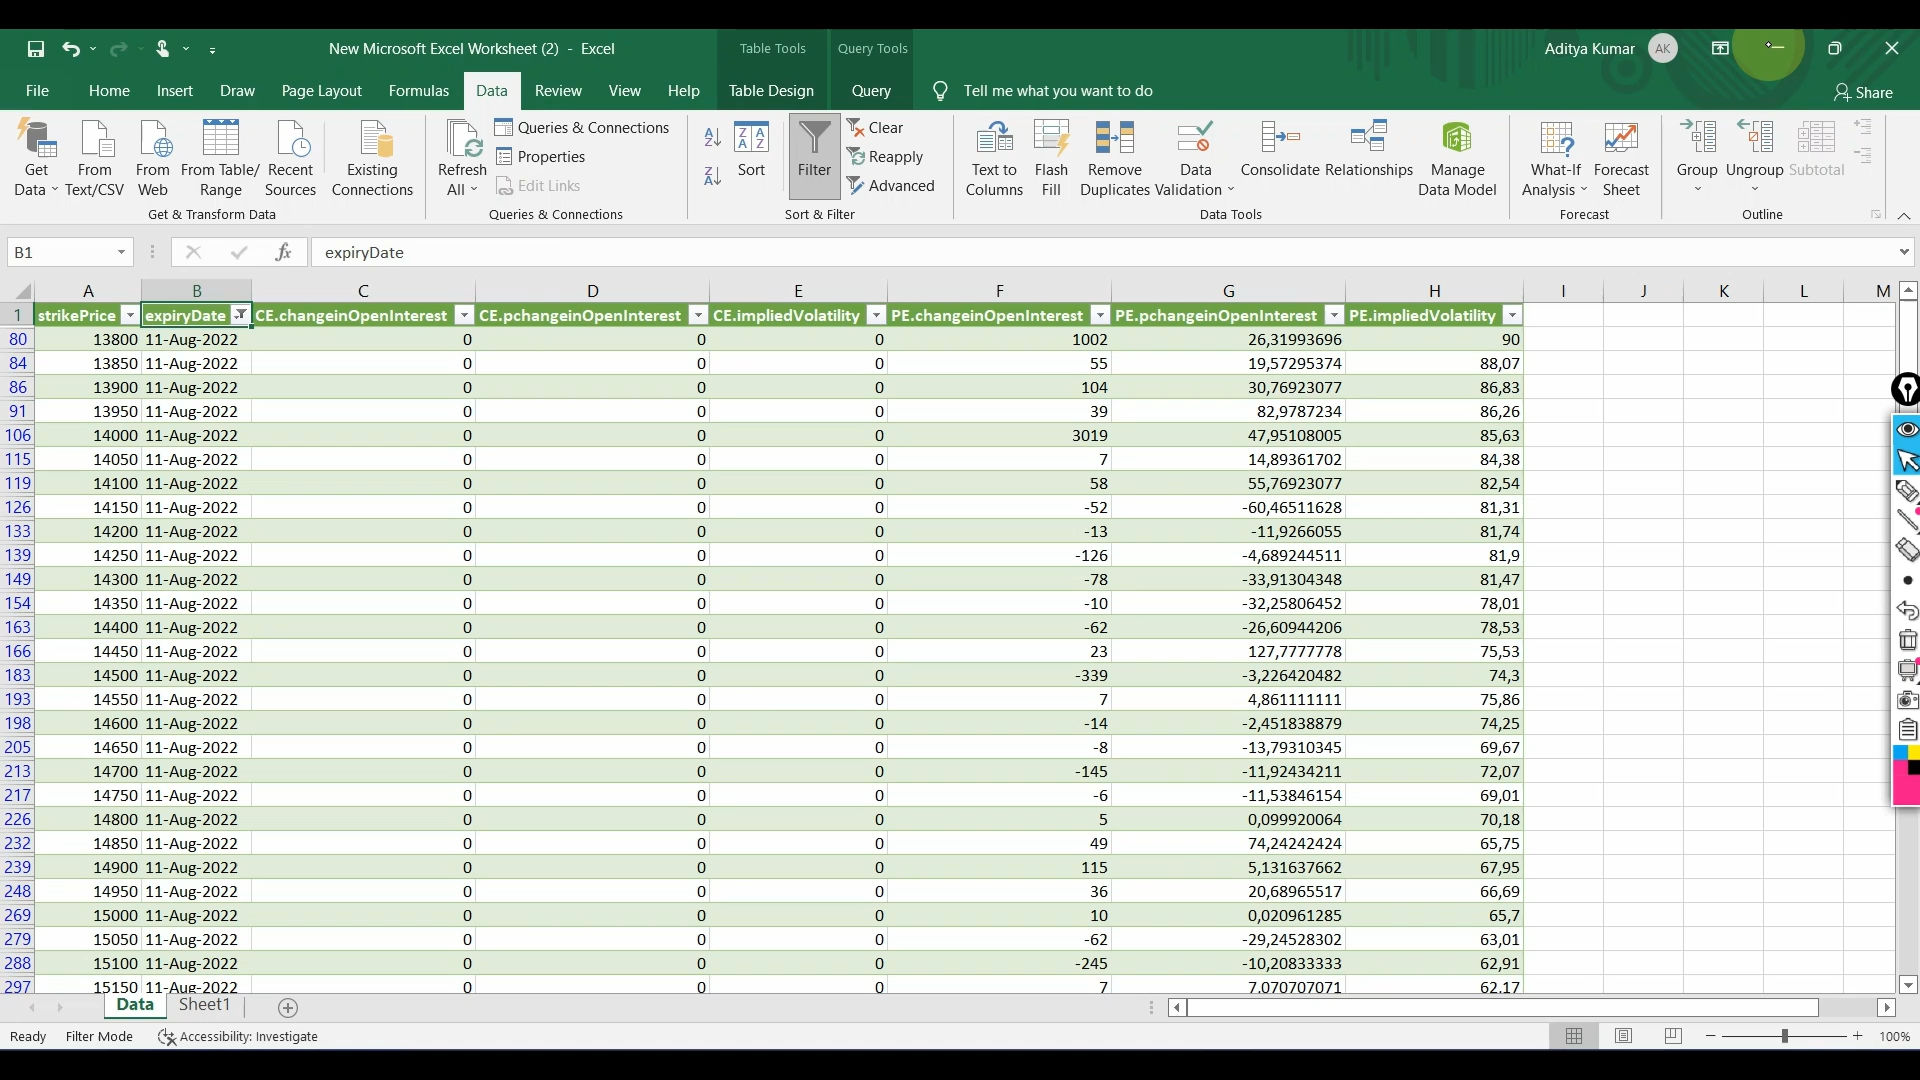 New Microsoft Excel Worksheet (2) - Excel
Table Tools
Query Tools
Aditya Kumar
AK
File Home Insert Draw Page Layout Formulas Data Review View Help Table Design Query Tell me what you want to do Share
Get Data
From Text/CSV
From Web
From Table/ Range
Recent Sources
Existing Connections
Get & Transform Data
Refresh All
Queries & Connections
Properties
Edit Links
Queries & Connections
Sort
Filter
Clear
Reapply
Advanced
Sort & Filter
Text to Columns
Flash Fill
Remove Duplicates
Data Validation
Consolidate
Relationships
Manage Data Model
Data Tools
What-If Analysis
Forecast Sheet
Forecast
Group
Ungroup
Subtotal
Outline
B1 fx expiryDate
A B C D E F G H I J K L M
1 strikePrice expiryDate CE.changeinOpenInterest CE.pchangeinOpenInterest CE.impliedVolatility PE.changeinOpenInterest PE.pchangeinOpenInterest PE.impliedVolatility
80 13800 11-Aug-2022 0 0 0 1002 26,31993696 90
84 13850 11-Aug-2022 0 0 0 55 19,57295374 88,07
86 13900 11-Aug-2022 0 0 0 104 30,76923077 86,83
91 13950 11-Aug-2022 0 0 0 39 82,9787234 86,26
106 14000 11-Aug-2022 0 0 0 3019 47,95108005 85,63
115 14050 11-Aug-2022 0 0 0 7 14,89361702 84,38
119 14100 11-Aug-2022 0 0 0 58 55,76923077 82,54
126 14150 11-Aug-2022 0 0 0 -52 -60,46511628 81,31
133 14200 11-Aug-2022 0 0 0 -13 -11,9266055 81,74
139 14250 11-Aug-2022 0 0 0 -126 -4,689244511 81,9
149 14300 11-Aug-2022 0 0 0 -78 -33,91304348 81,47
154 14350 11-Aug-2022 0 0 0 -10 -32,25806452 78,01
163 14400 11-Aug-2022 0 0 0 -62 -26,60944206 78,53
166 14450 11-Aug-2022 0 0 0 23 127,7777778 75,53
183 14500 11-Aug-2022 0 0 0 -339 -3,226420482 74,3
193 14550 11-Aug-2022 0 0 0 7 4,861111111 75,86
198 14600 11-Aug-2022 0 0 0 -14 -2,451838879 74,25
205 14650 11-Aug-2022 0 0 0 -8 -13,79310345 69,67
213 14700 11-Aug-2022 0 0 0 -145 -11,92434211 72,07
217 14750 11-Aug-2022 0 0 0 -6 -11,53846154 69,01
226 14800 11-Aug-2022 0 0 0 5 0,099920064 70,18
232 14850 11-Aug-2022 0 0 0 49 74,24242424 65,75
239 14900 11-Aug-2022 0 0 0 115 5,131637662 67,95
248 14950 11-Aug-2022 0 0 0 36 20,68965517 66,69
269 15000 11-Aug-2022 0 0 0 10 0,020961285 65,7
279 15050 11-Aug-2022 0 0 0 -62 -29,24528302 63,01
288 15100 11-Aug-2022 0 0 0 -245 -10,20833333 62,91
297 15150 11-Aug-2022 0 0 0 7 7,070707071 62,17
Data Sheet1
Ready Filter Mode Accessibility: Investigate 100%